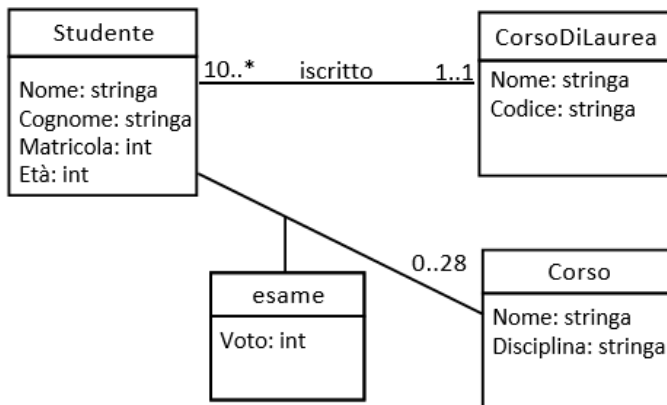 Studente
Nome: stringa
Cognome: stringa
Matricola: int
Età: int
10..*
iscritto
1..1
CorsoDiLaurea
Nome: stringa
Codice: stringa
esame
Voto: int
0..28
Corso
Nome: stringa
Disciplina: stringa